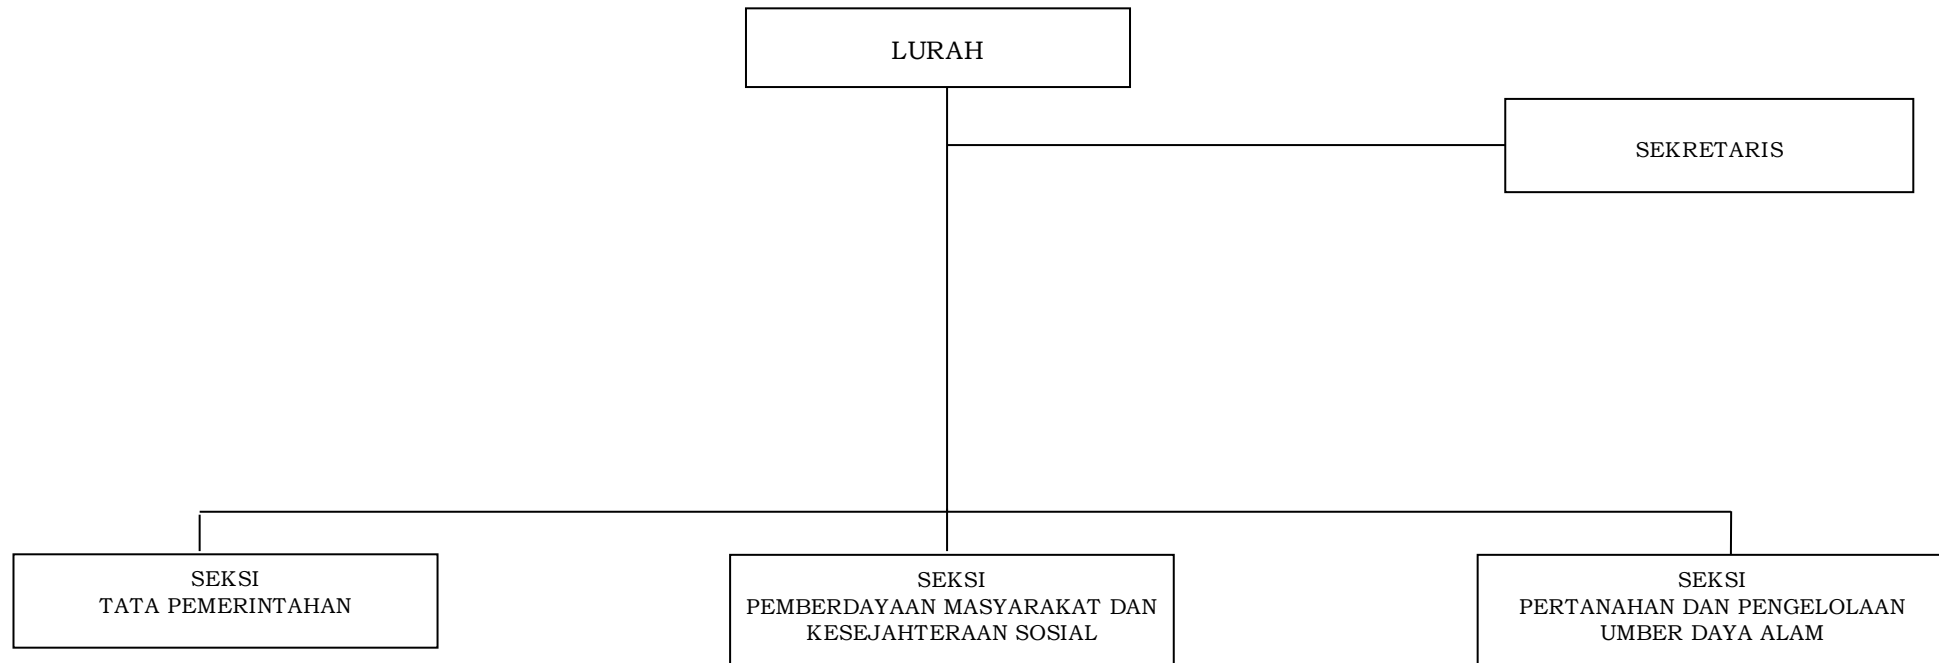 LURAH
SEKRETARIS
SEKSI
TATA PEMERINTAHAN
SEKSI
PEMBERDAYAAN MASYARAKAT DAN
KESEJAHTERAAN SOSIAL
SEKSI
PERTANAHAN DAN PENGELOLAAN
UMBER DAYA ALAM